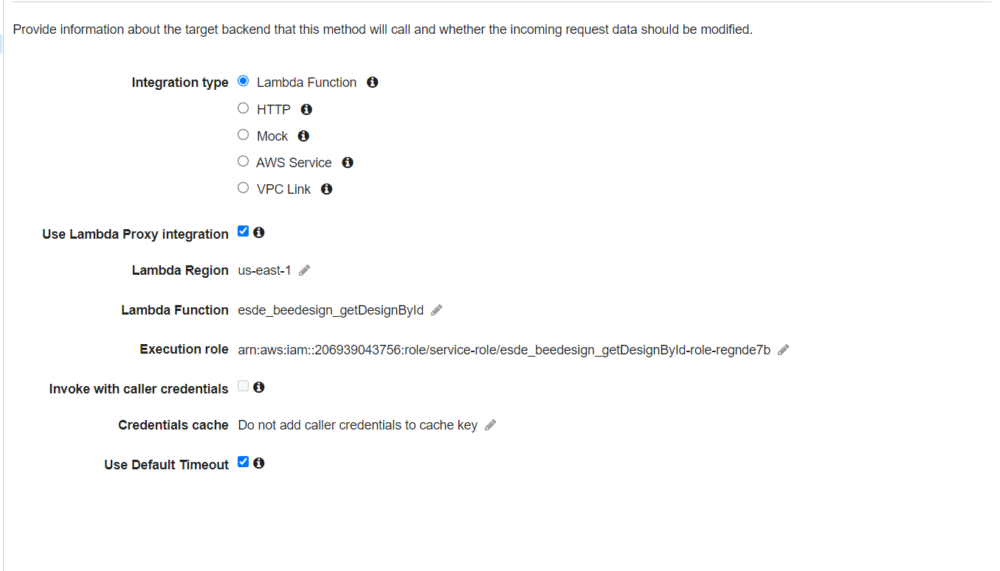 Provide information about the target backend that this method will call and whether the incoming request data should be modified.
Integration type Lambda Function
HTTP
Mock
AWS Service
VPC Link
Use Lambda Proxy integration
Lambda Region us-east-1
Lambda Function esde_beedesign_getDesignById
Execution role arn:aws:iam::206939043756:role/service-role/esde_beedesign_getDesignById-role-regnde7b
Invoke with caller credentials
Credentials cache Do not add caller credentials to cache key
Use Default Timeout